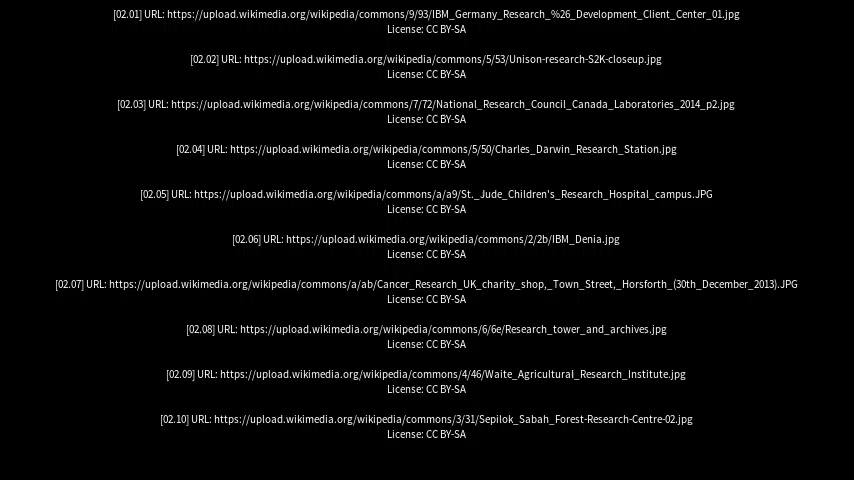 [02.01] URL: https://upload.wikimedia.org/wikipedia/commons/9/93/IBM_Germany_Research_%26_Development_Client_Center_01.jpg
License: CC BY-SA
[02.02] URL: https://upload.wikimedia.org/wikipedia/commons/5/53/Unison-research-S2K-closeup.jpg
License: CC BY-SA
[02.03] URL: https://upload.wikimedia.org/wikipedia/commons/7/72/National_Research_Council_Canada_Laboratories_2014_p2.jpg
License: CC BY-SA
[02.04] URL: https://upload.wikimedia.org/wikipedia/commons/5/50/Charles_Darwin_Research_Station.jpg
License: CC BY-SA
[02.05] URL: https://upload.wikimedia.org/wikipedia/commons/a/a9/St._Jude_Children's_Research_Hospital_campus.JPG
License: CC BY-SA
[02.06] URL: https://upload.wikimedia.org/wikipedia/commons/2/2b/IBM_Denia.jpg
License: CC BY-SA
[02.07] URL: https://upload.wikimedia.org/wikipedia/commons/a/ab/Cancer_Research_UK_charity_shop,_Town_Street,_Horsforth_(30th_December_2013).JPG
License: CC BY-SA
[02.08] URL: https://upload.wikimedia.org/wikipedia/commons/6/6e/Research_tower_and_archives.jpg
License: CC BY-SA
[02.09] URL: https://upload.wikimedia.org/wikipedia/commons/4/46/Waite_Agricultural_Research_Institute.jpg
License: CC BY-SA
[02.10] URL: https://upload.wikimedia.org/wikipedia/commons/3/31/Sepilok_Sabah_Forest-Research-Centre-02.jpg
License: CC BY-SA